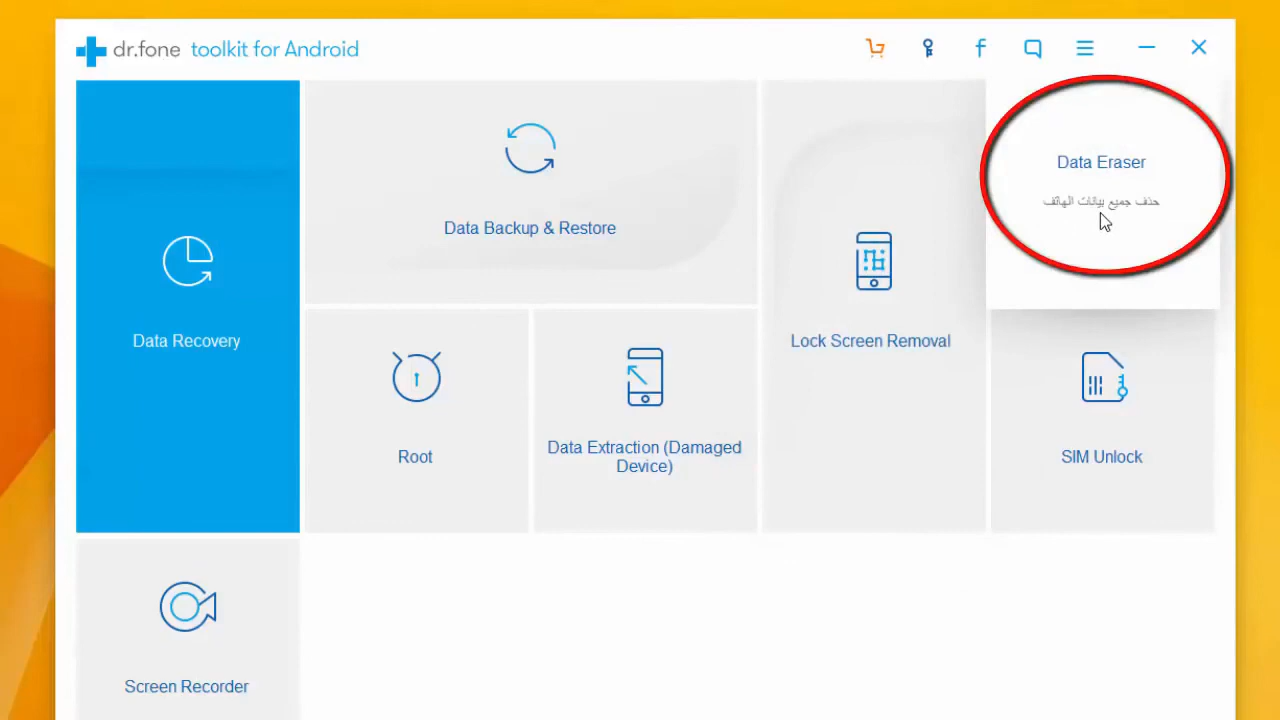 dr.fone toolkit for Android
Data Recovery
Data Backup & Restore
Root
Data Extraction (Damaged
Device)
Lock Screen Removal
Data Eraser
حذف جميع بيانات الهاتف
SIM Unlock
Screen Recorder